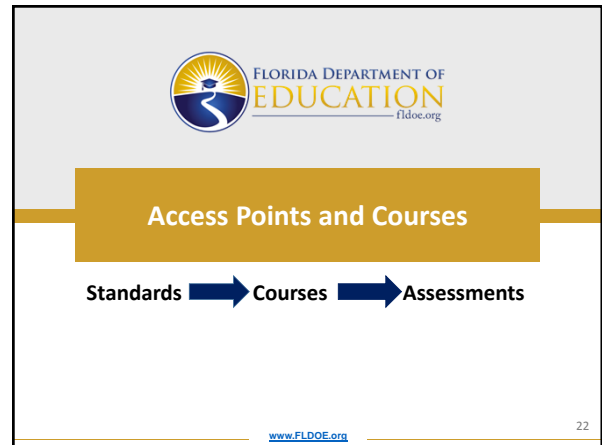 FLORIDA DEPARTMENT OF
EDUCATION
fldoe.org
Access Points and Courses
Standards Courses Assessments
www.FLDOE.org
22